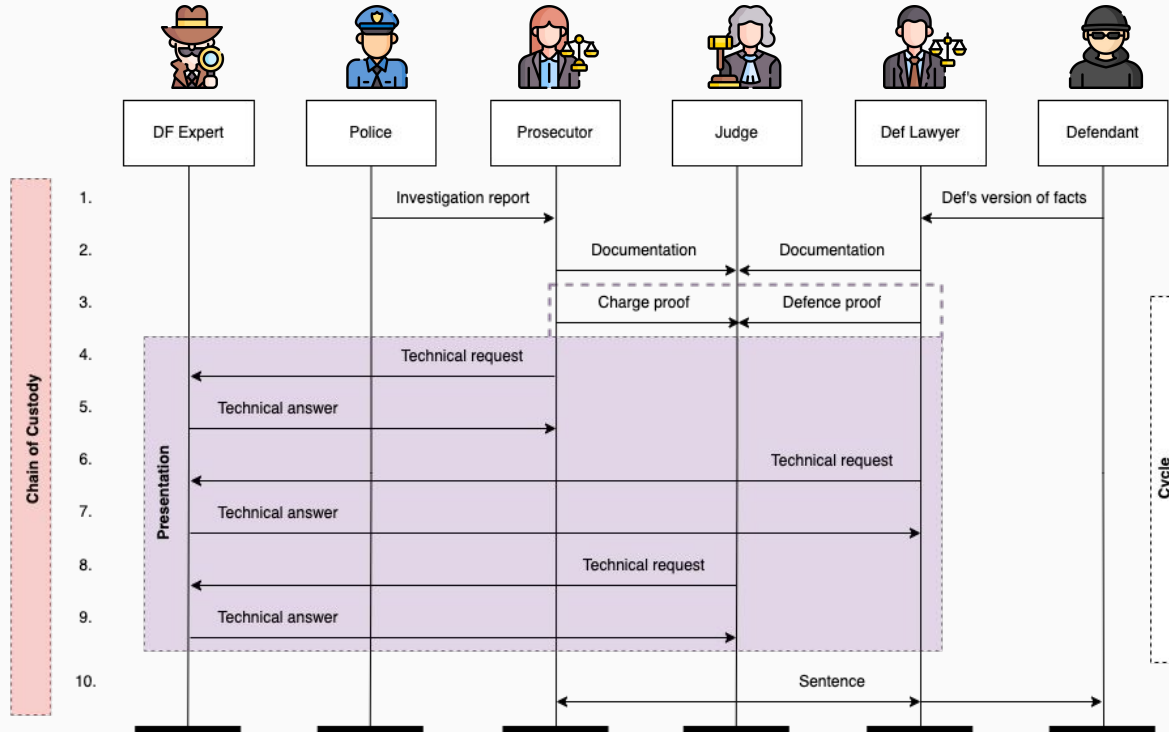 DF Expert
Police
Prosecutor
Judge
Def Lawyer
Defendant
Chain of Custody
1.
Investigation report
Def's version of facts
2.
Documentation
Documentation
3.
Charge proof
Defence proof
Presentation
Cycle
4.
Technical request
5.
Technical answer
6.
Technical request
7.
Technical answer
8.
Technical request
9.
Technical answer
10.
Sentence